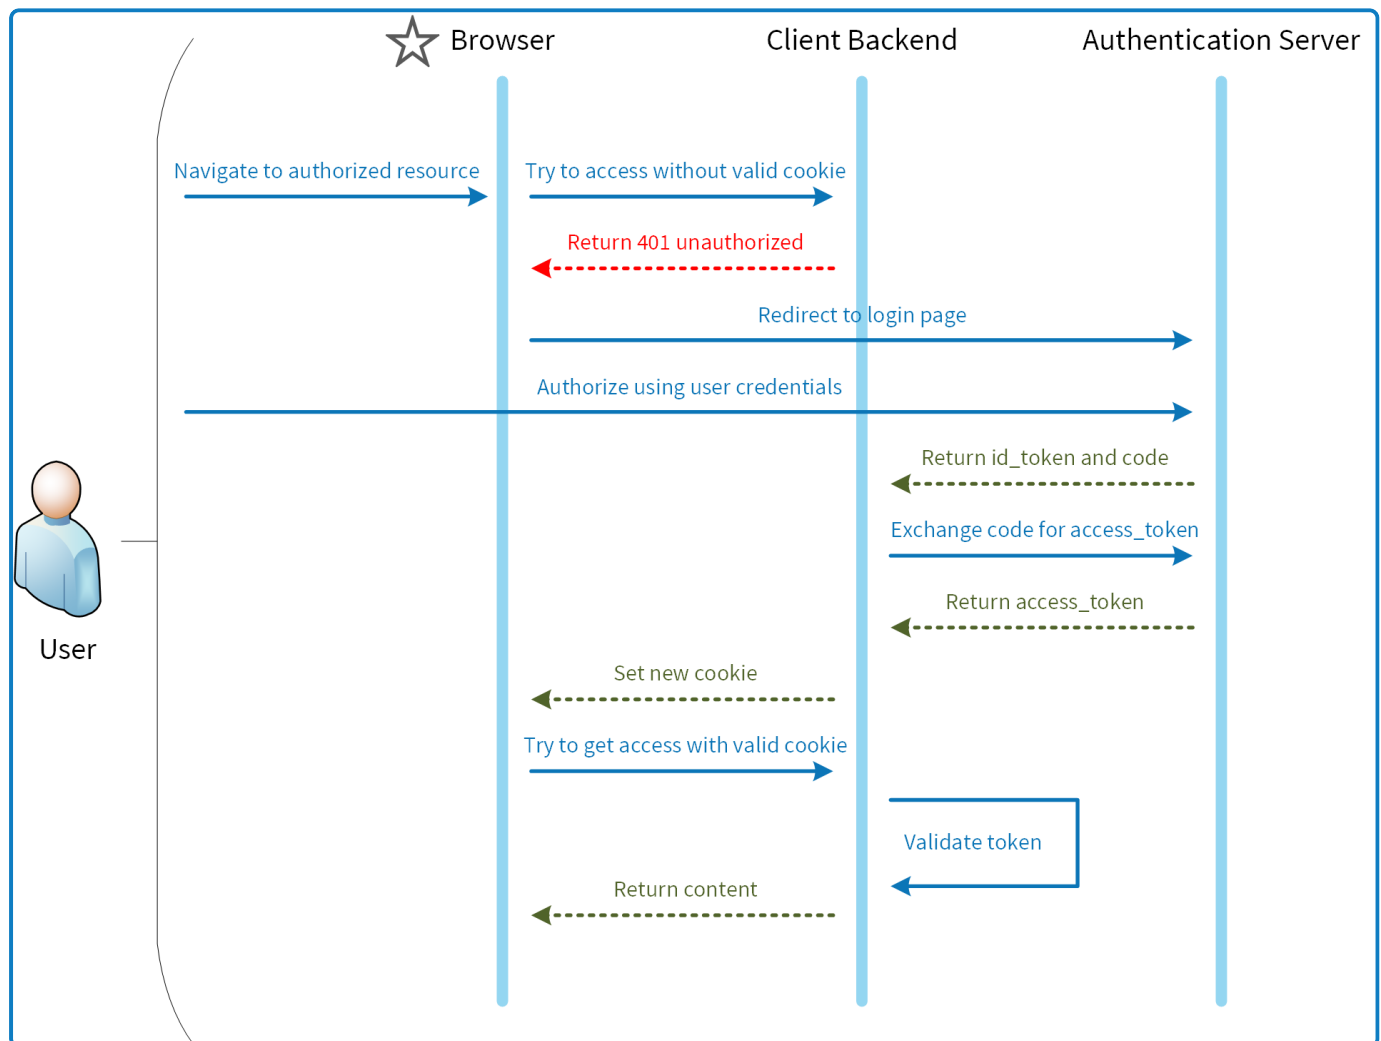 Browser
Client Backend
Authentication Server
Navigate to authorized resource
Try to access without valid cookie
Return 401 unauthorized
Redirect to login page
Authorize using user credentials
Return id_token and code
Exchange code for access_token
Return access_token
User
Set new cookie
Try to get access with valid cookie
Validate token
Return content